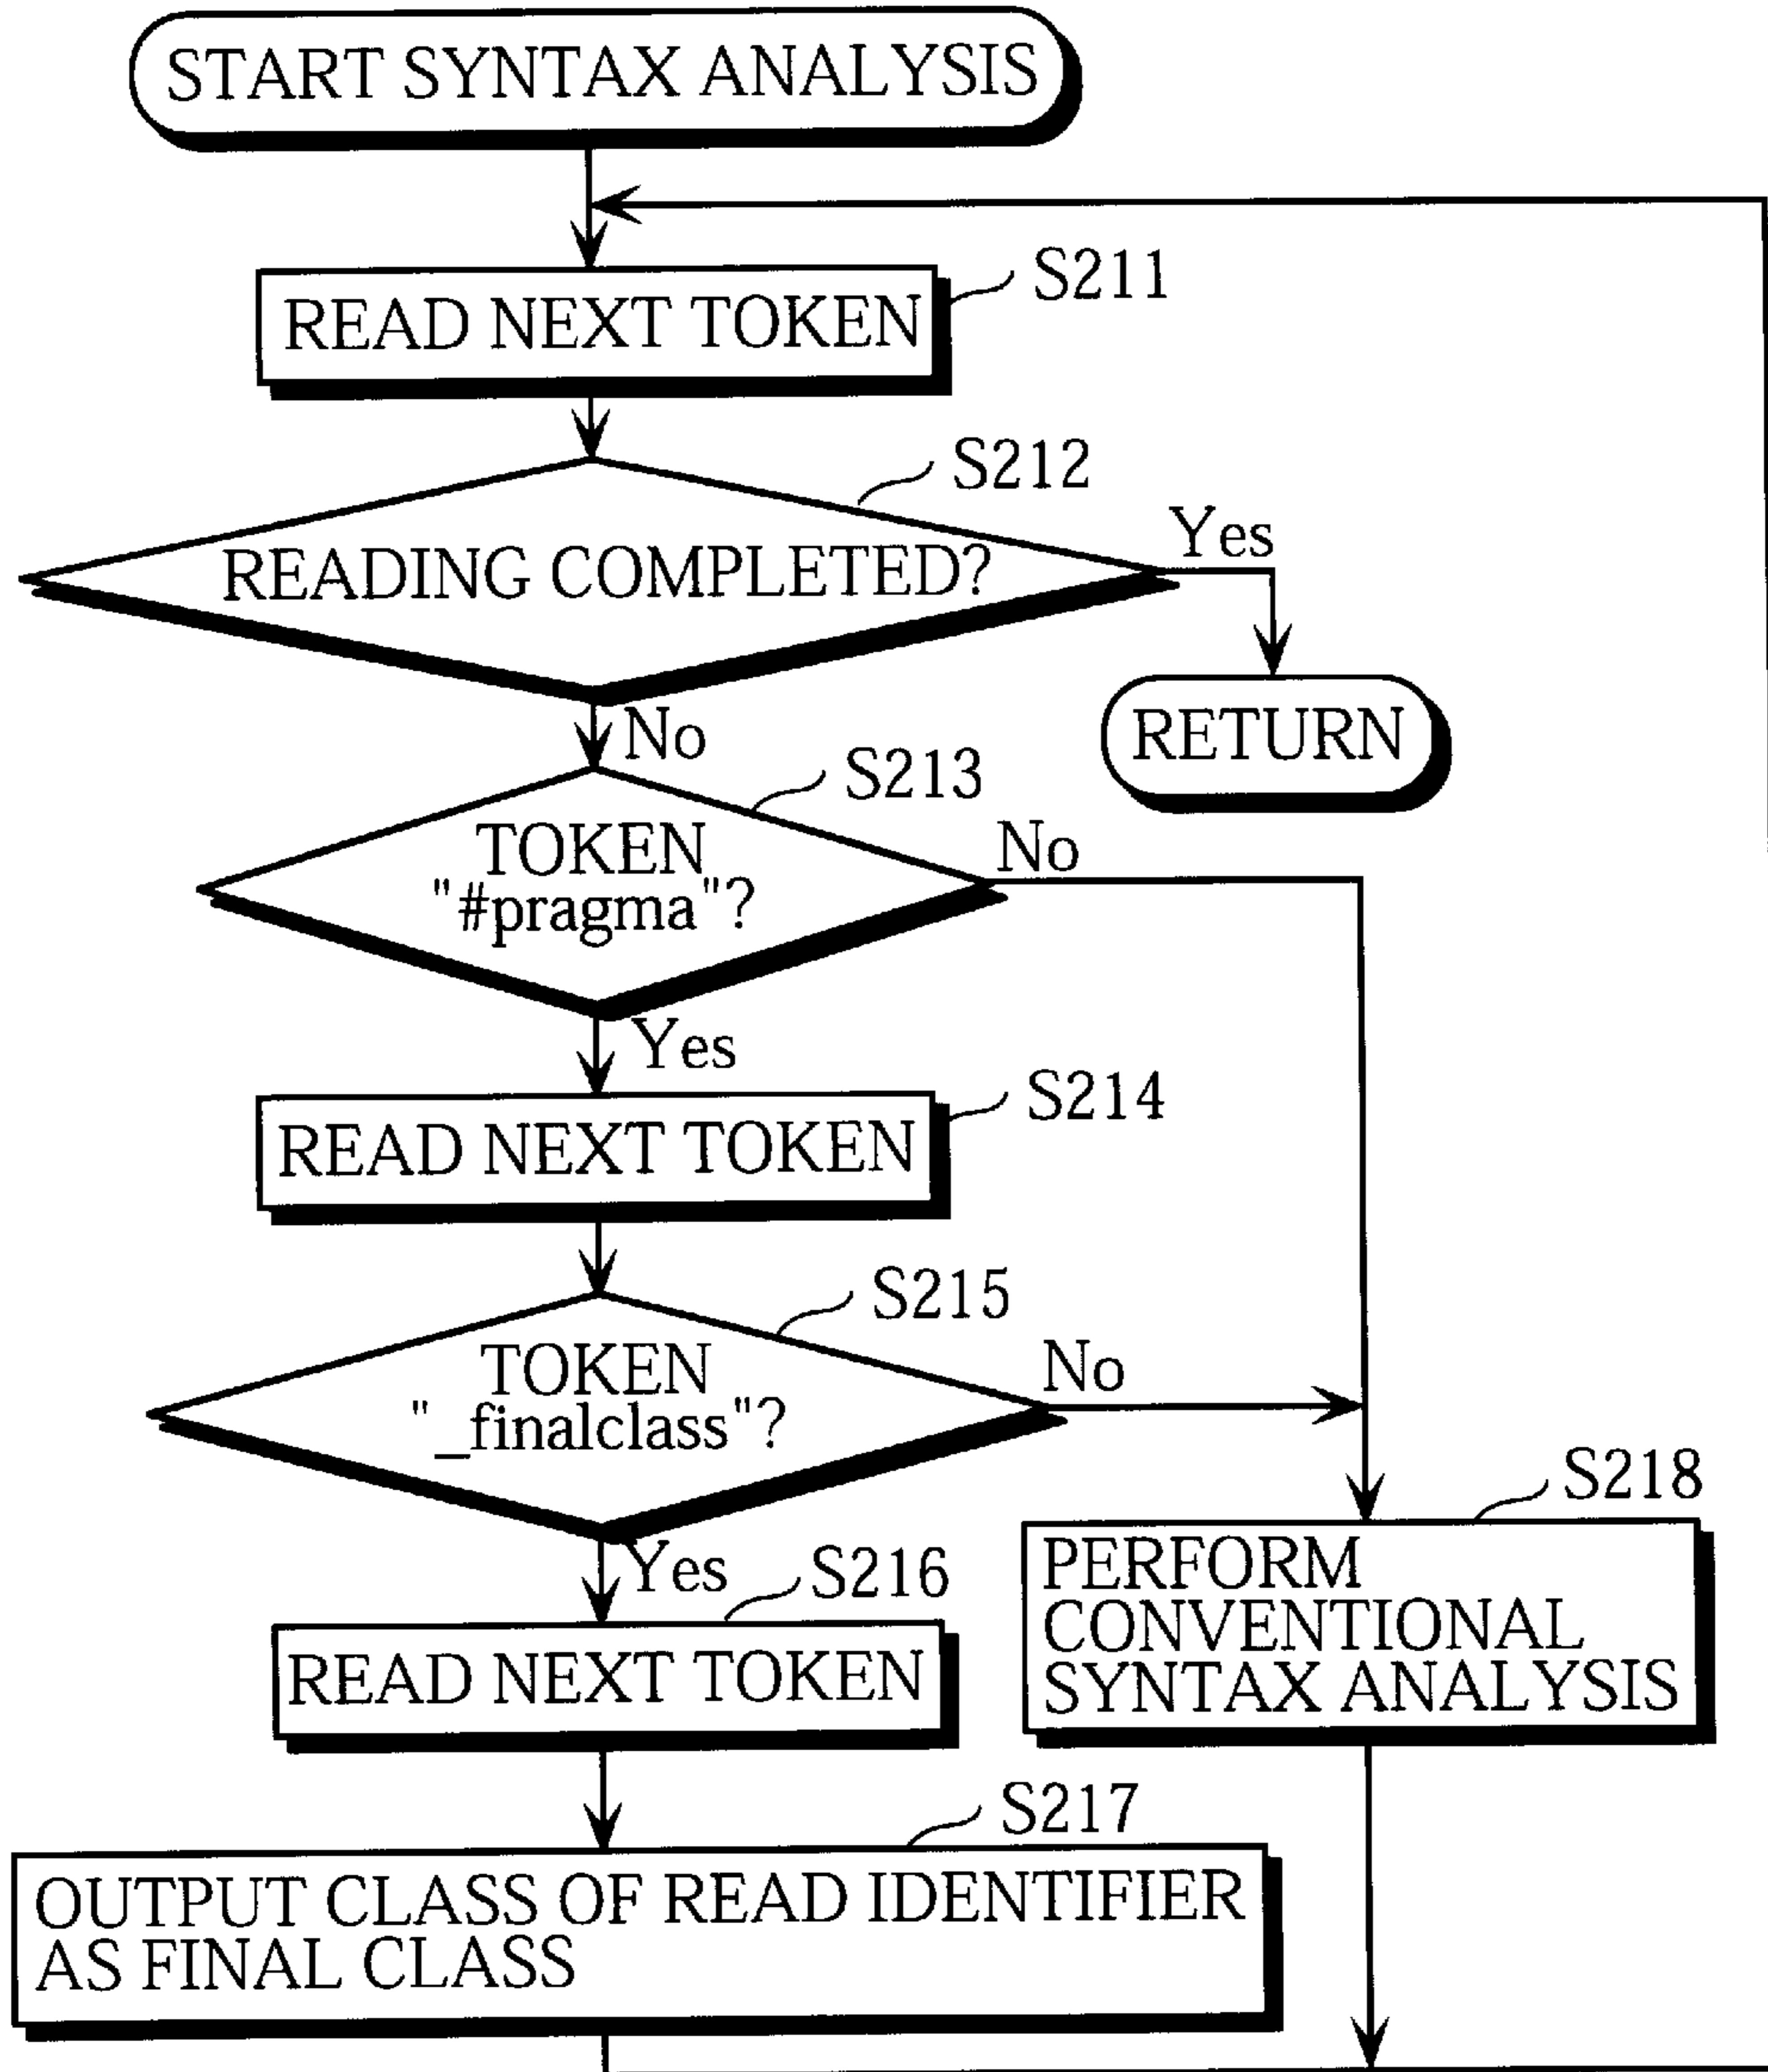 START SYNTAX ANALYSIS
S211
READ NEXT TOKEN
S212
READING COMPLETED?
Yes
No
RETURN
S213
TOKEN
"#pragma"?
No
Yes
S214
READ NEXT TOKEN
S215
TOKEN
"_finalclass"?
No
Yes
S216
READ NEXT TOKEN
S218
PERFORM
CONVENTIONAL
SYNTAX ANALYSIS
S217
OUTPUT CLASS OF READ IDENTIFIER
AS FINAL CLASS